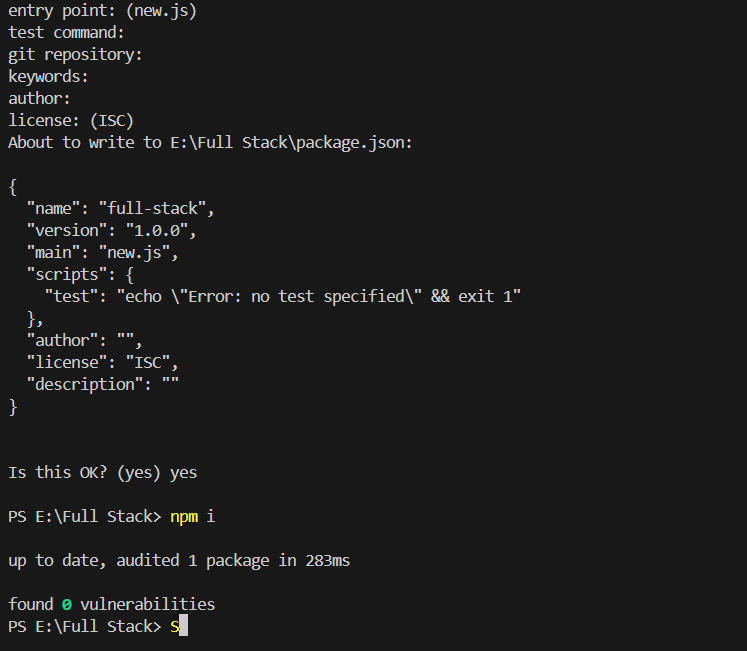 entry point: (new.js)
test command:
git repository:
keywords:
author:
license: (ISC)
About to write to E:\Full Stack\package.json:
{
  "name": "full-stack",
  "version": "1.0.0",
  "main": "new.js",
  "scripts": {
    "test": "echo \"Error: no test specified\" && exit 1"
  },
  "author": "",
  "license": "ISC",
  "description": ""
}
Is this OK? (yes) yes
PS E:\Full Stack> npm i
up to date, audited 1 package in 283ms
found 0 vulnerabilities
PS E:\Full Stack> S